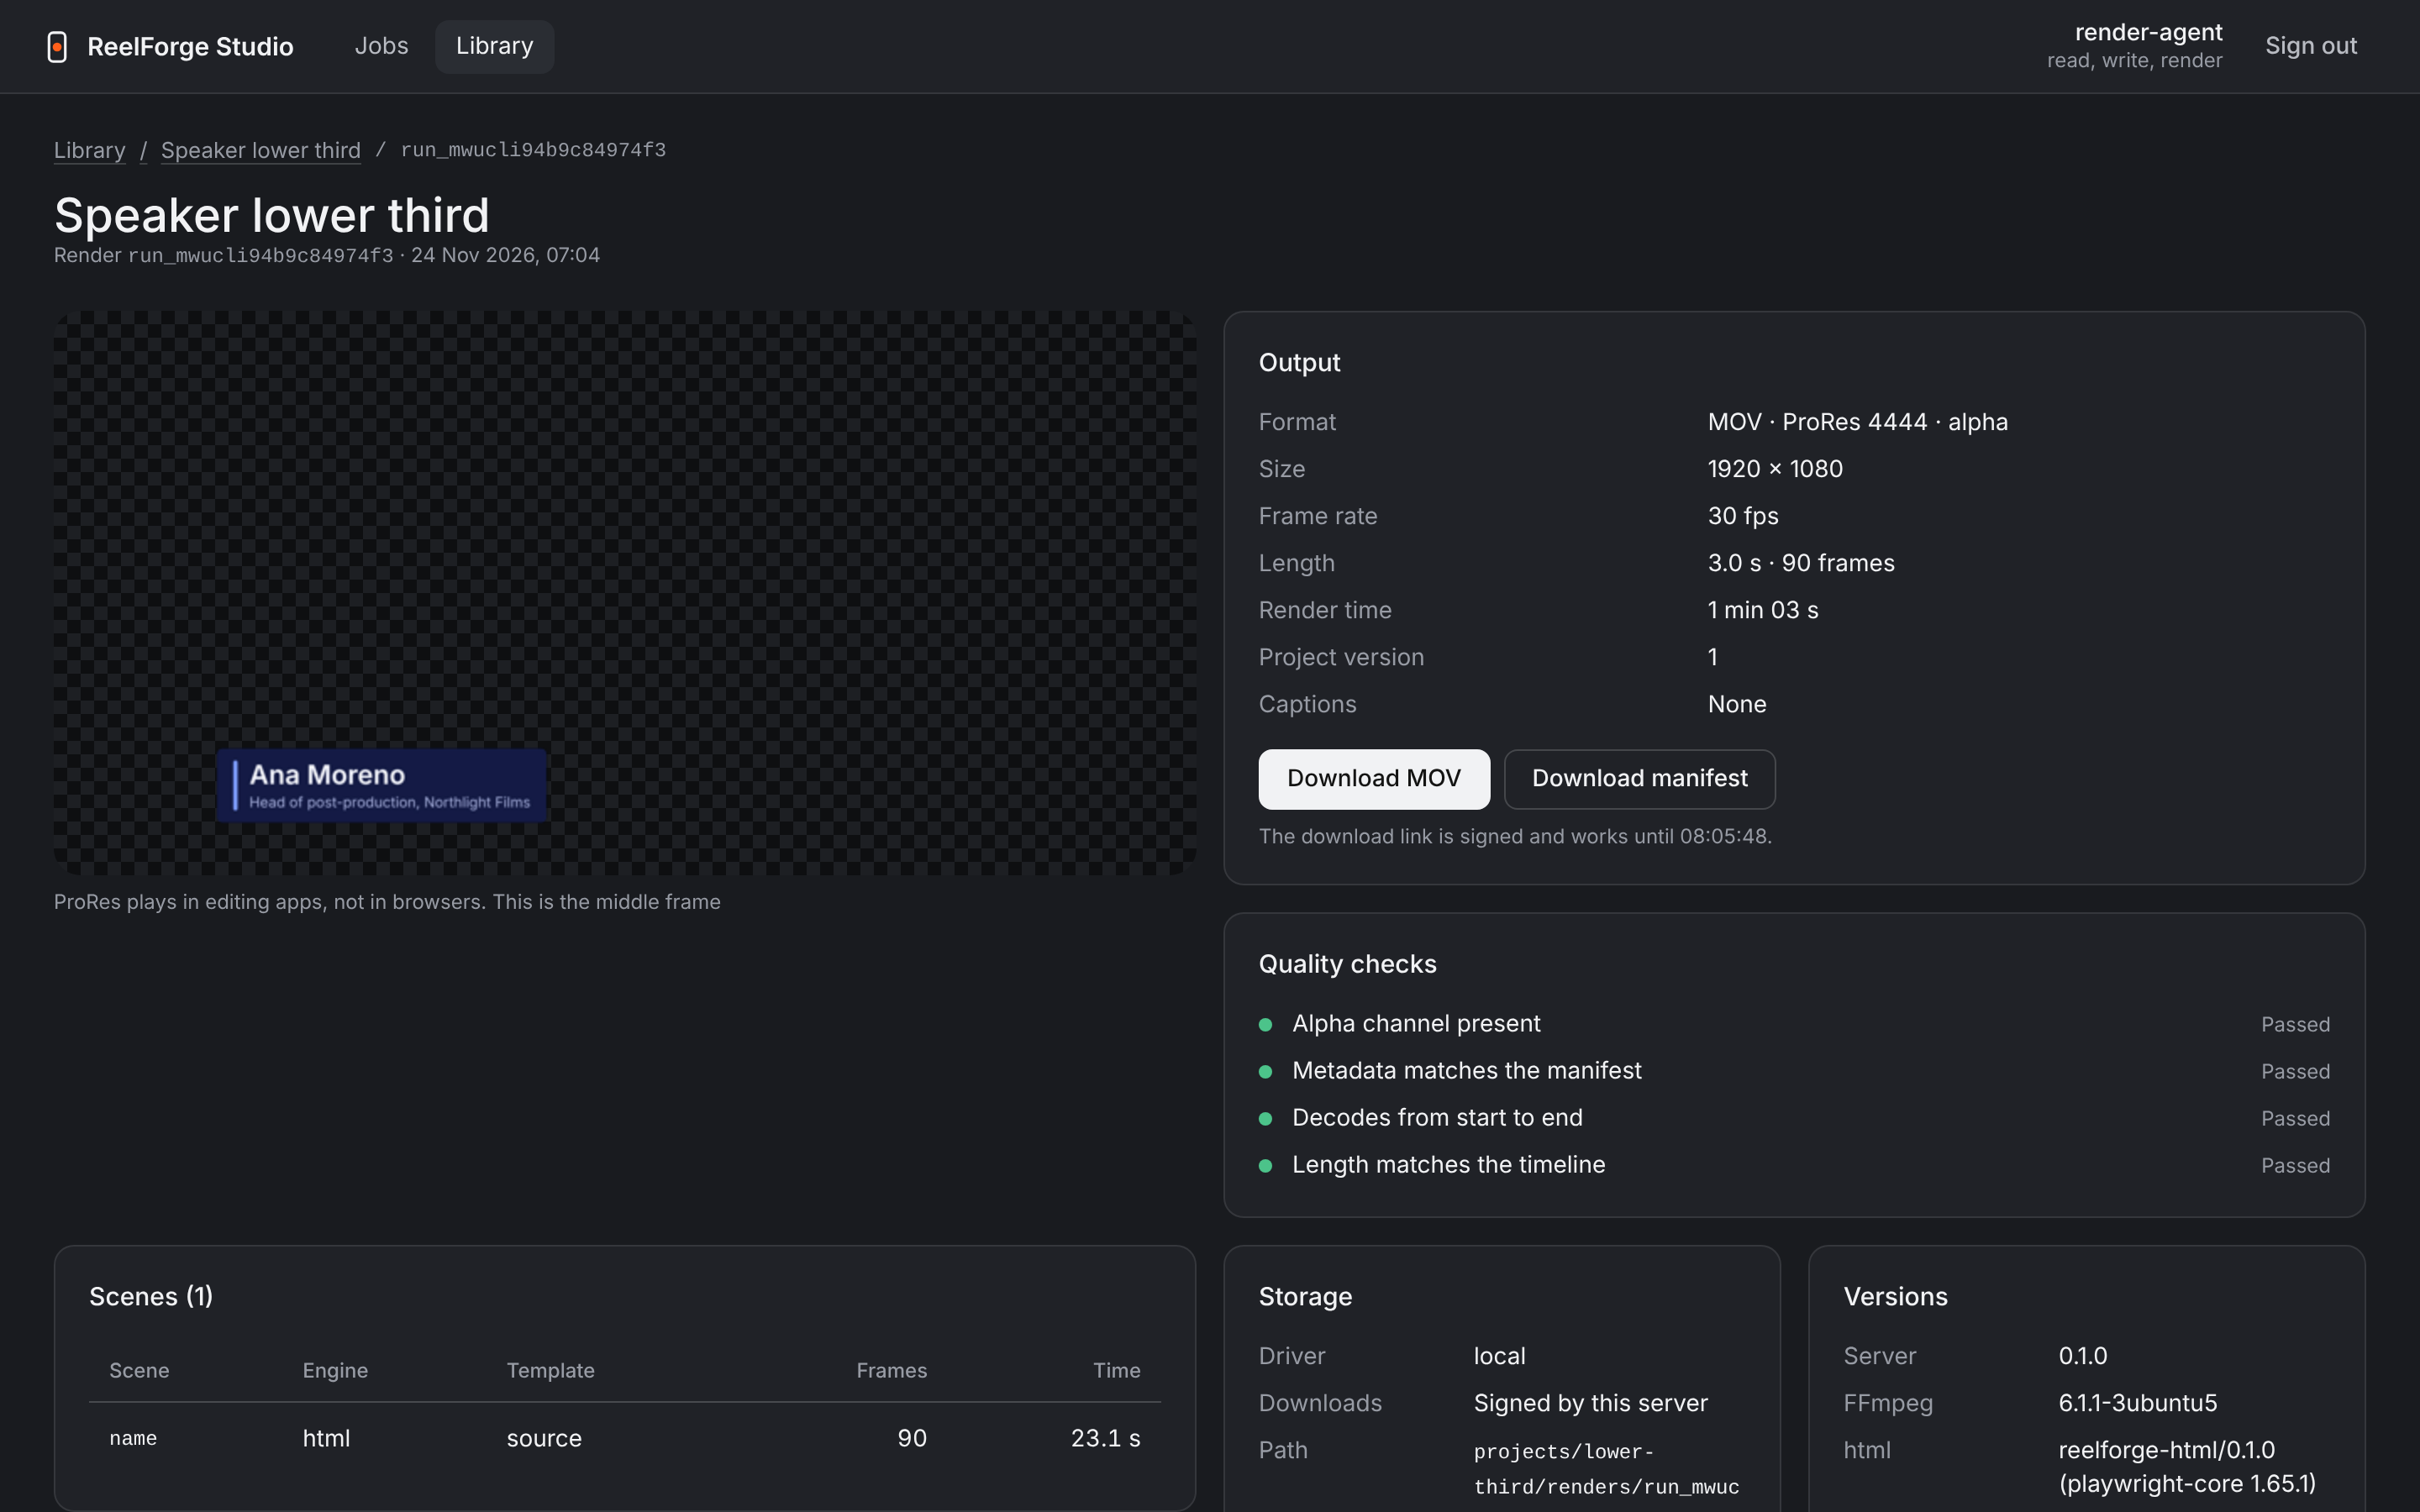 ReelForge Studio
Jobs
Library
render-agent
read, write, render
Sign out
Library / Speaker lower third / run_mwucli94b9c84974f3
Speaker lower third
Render run_mwucli94b9c84974f3 · 24 Nov 2026, 07:04
Ana Moreno
Head of post-production, Northlight Films
ProRes plays in editing apps, not in browsers. This is the middle frame
Output
Format MOV · ProRes 4444 · alpha
Size 1920 × 1080
Frame rate 30 fps
Length 3.0 s · 90 frames
Render time 1 min 03 s
Project version 1
Captions None
Download MOV
Download manifest
The download link is signed and works until 08:05:48.
Quality checks
Alpha channel present Passed
Metadata matches the manifest Passed
Decodes from start to end Passed
Length matches the timeline Passed
Scenes (1)
Scene Engine Template Frames Time
name html source 90 23.1 s
Storage
Driver local
Downloads Signed by this server
Path projects/lower-
third/renders/run_mwuc
Versions
Server 0.1.0
FFmpeg 6.1.1-3ubuntu5
html reelforge-html/0.1.0
(playwright-core 1.65.1)